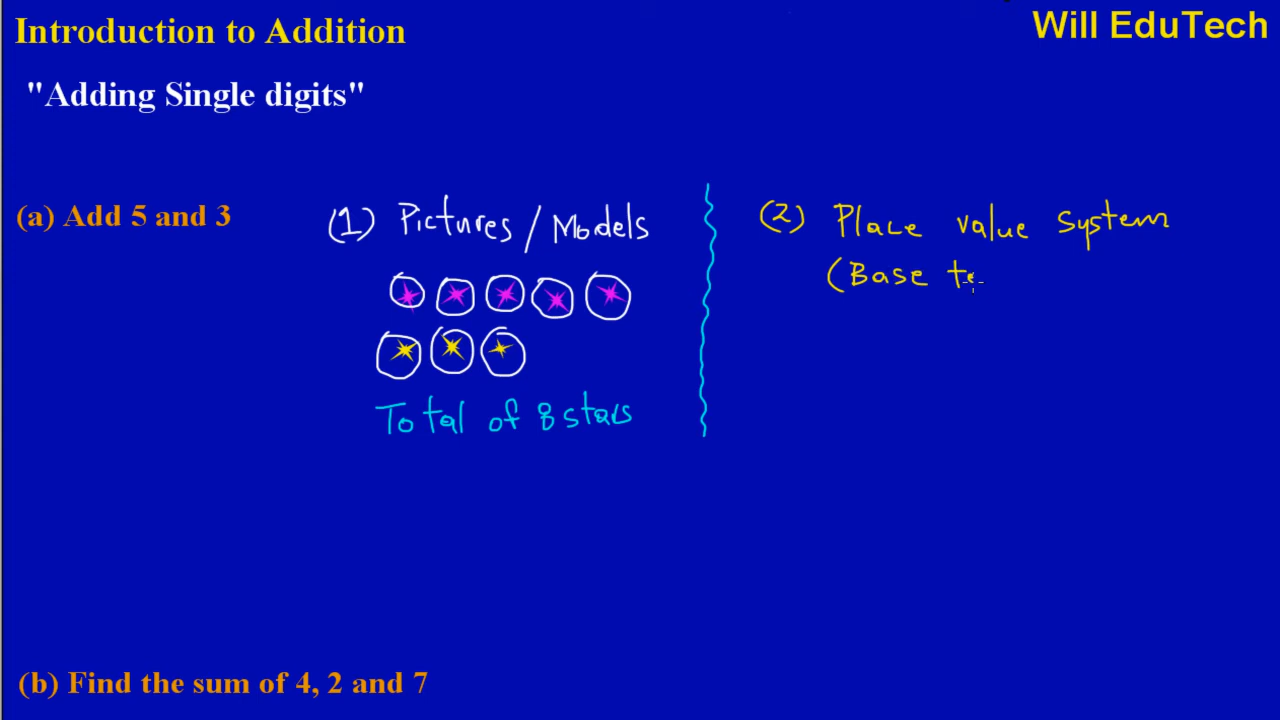 Introduction to Addition
Will EduTech
"Adding Single digits"
(a) Add 5 and 3
(1) Pictures / Models
Total of 8 stars
(2) Place value system
(Base te
(b) Find the sum of 4, 2 and 7